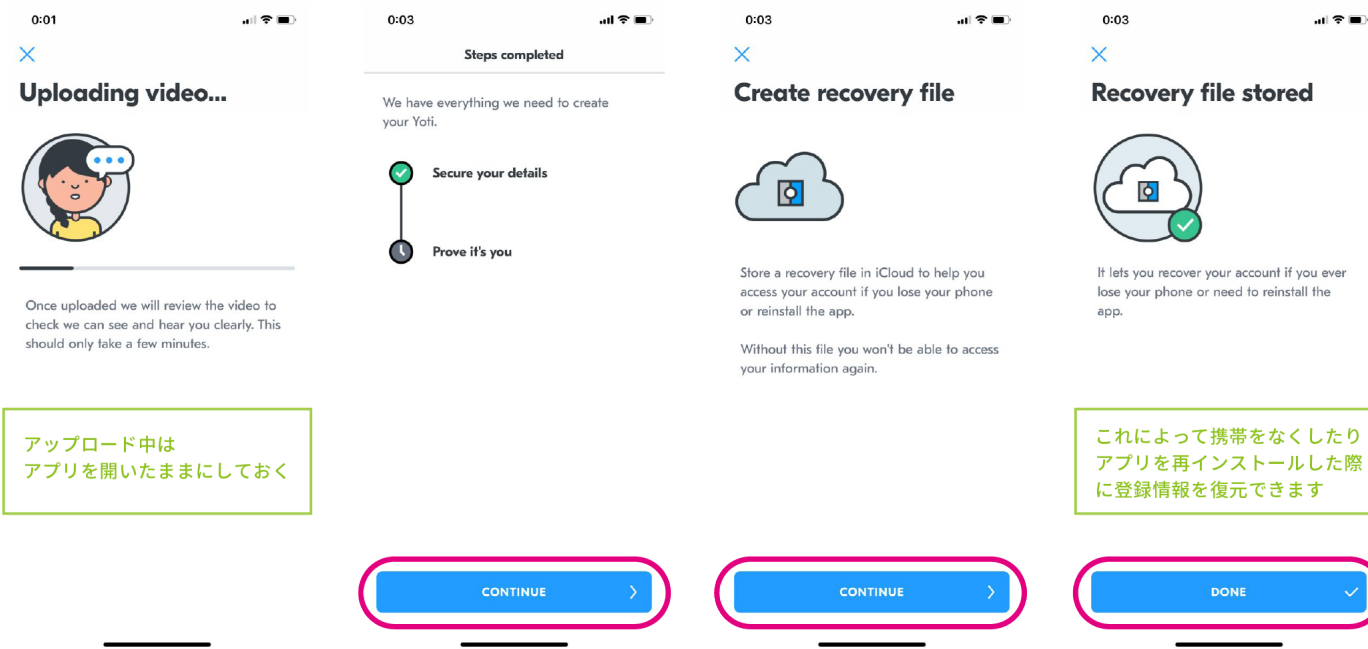 0:01
Uploading video...
Once uploaded we will review the video to
check we can see and hear you clearly. This
should only take a few minutes.
アップロード中は
アプリを開いたままにしておく
0:03
Steps completed
We have everything we need to create
your Yoti.
Secure your details
Prove it's you
CONTINUE
0:03
Create recovery file
Store a recovery file in iCloud to help you
access your account if you lose your phone
or reinstall the app.
Without this file you won't be able to access
your information again.
CONTINUE
0:03
Recovery file stored
It lets you recover your account if you ever
lose your phone or need to reinstall the
app.
これによって携帯をなくしたり
アプリを再インストールした際
に登録情報を復元できます
DONE